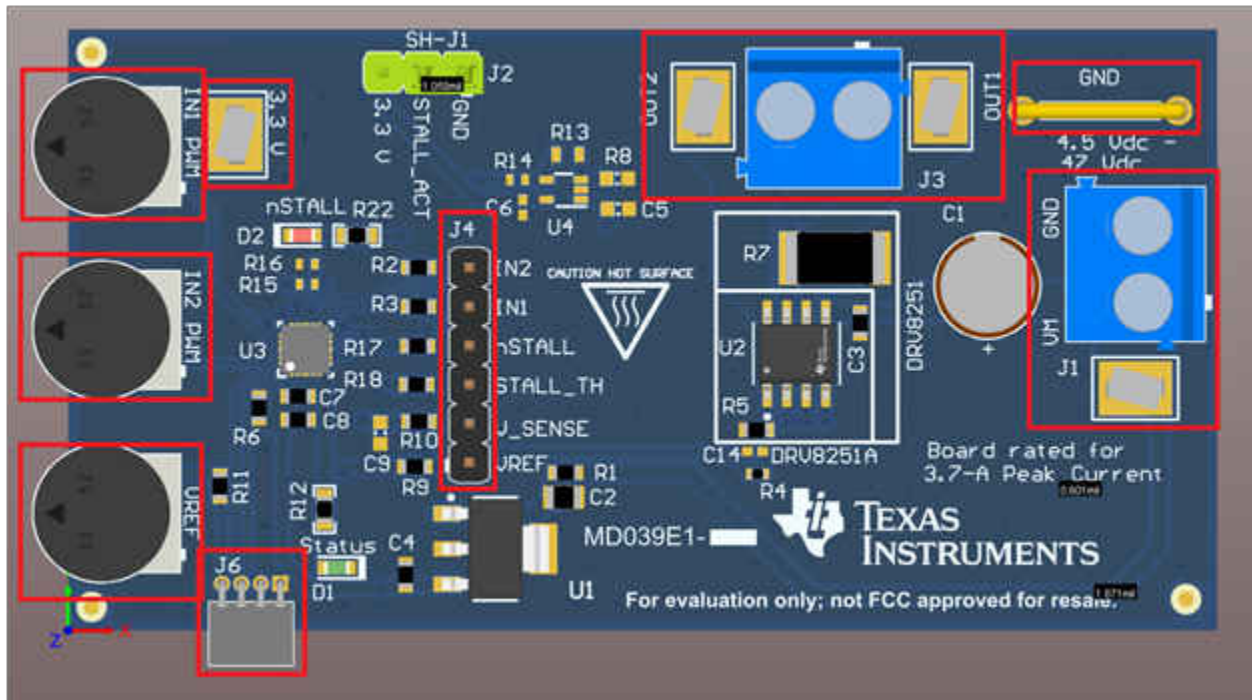 SH-J1
J2
3.3 V
STALL_ACT
GND
IN1 PWM
3.3 V
OUT2
OUT1
J3
GND
4.5 Vdc -
47 Vdc
R13
R14
R8
C6
U4
C5
nSTALL
D2
R22
R16
R15
J4
R2
IN2
R3
IN1
R17
nSTALL
R18
STALL_TH
R10
V_SENSE
R9
VREF
CAUTION HOT SURFACE
R7
U2
C3
DRV8251
R5
C14
DRV8251A
R4
C1
+
GND
VM
J1
IN2 PWM
U3
C7
C8
R6
C9
R1
C2
Board rated for
3.7-A Peak Current
VREF
R11
R12
Status
D1
C4
J6
U1
MD039E1-
TEXAS
INSTRUMENTS
For evaluation only; not FCC approved for resale.
Z
X